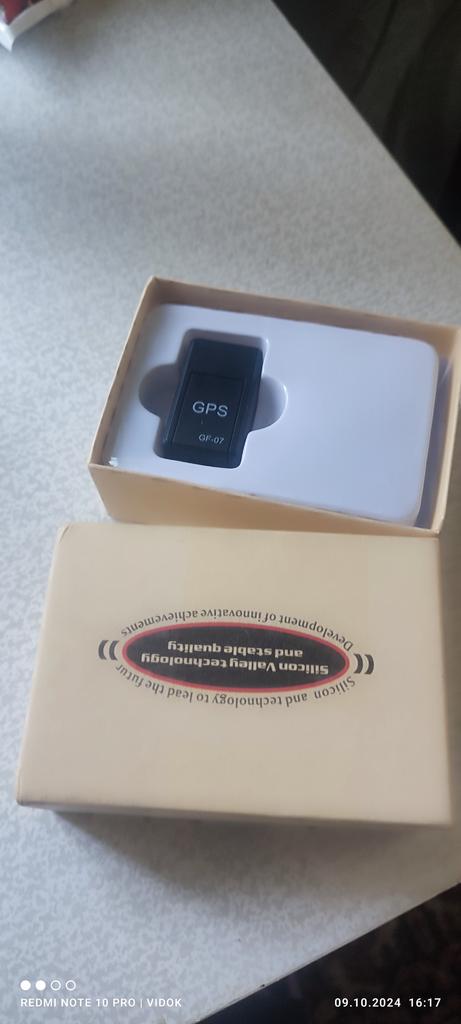 GPS
GF-07
Silicon and technology to lead the futur
Silicon Valley technology
and stable quality
Development of innovative achievements
REDMI NOTE 10 PRO | VIDOK
09.10.2024 16:17